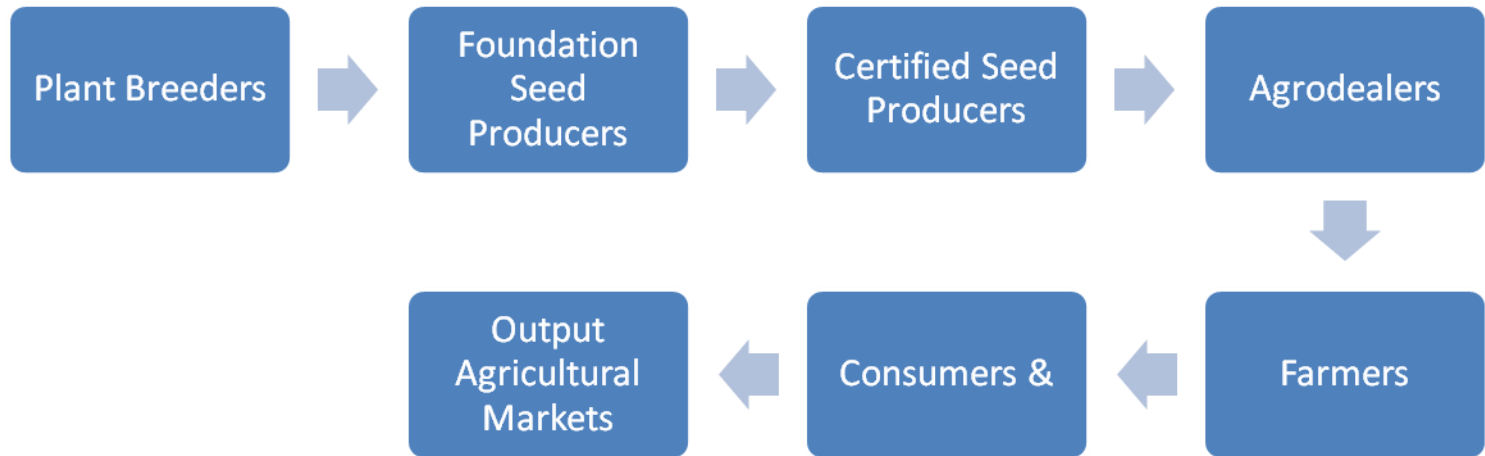 Plant Breeders
Foundation
Seed
Producers
Certified Seed
Producers
Agrodealers
Farmers
Consumers &
Output
Agricultural
Markets